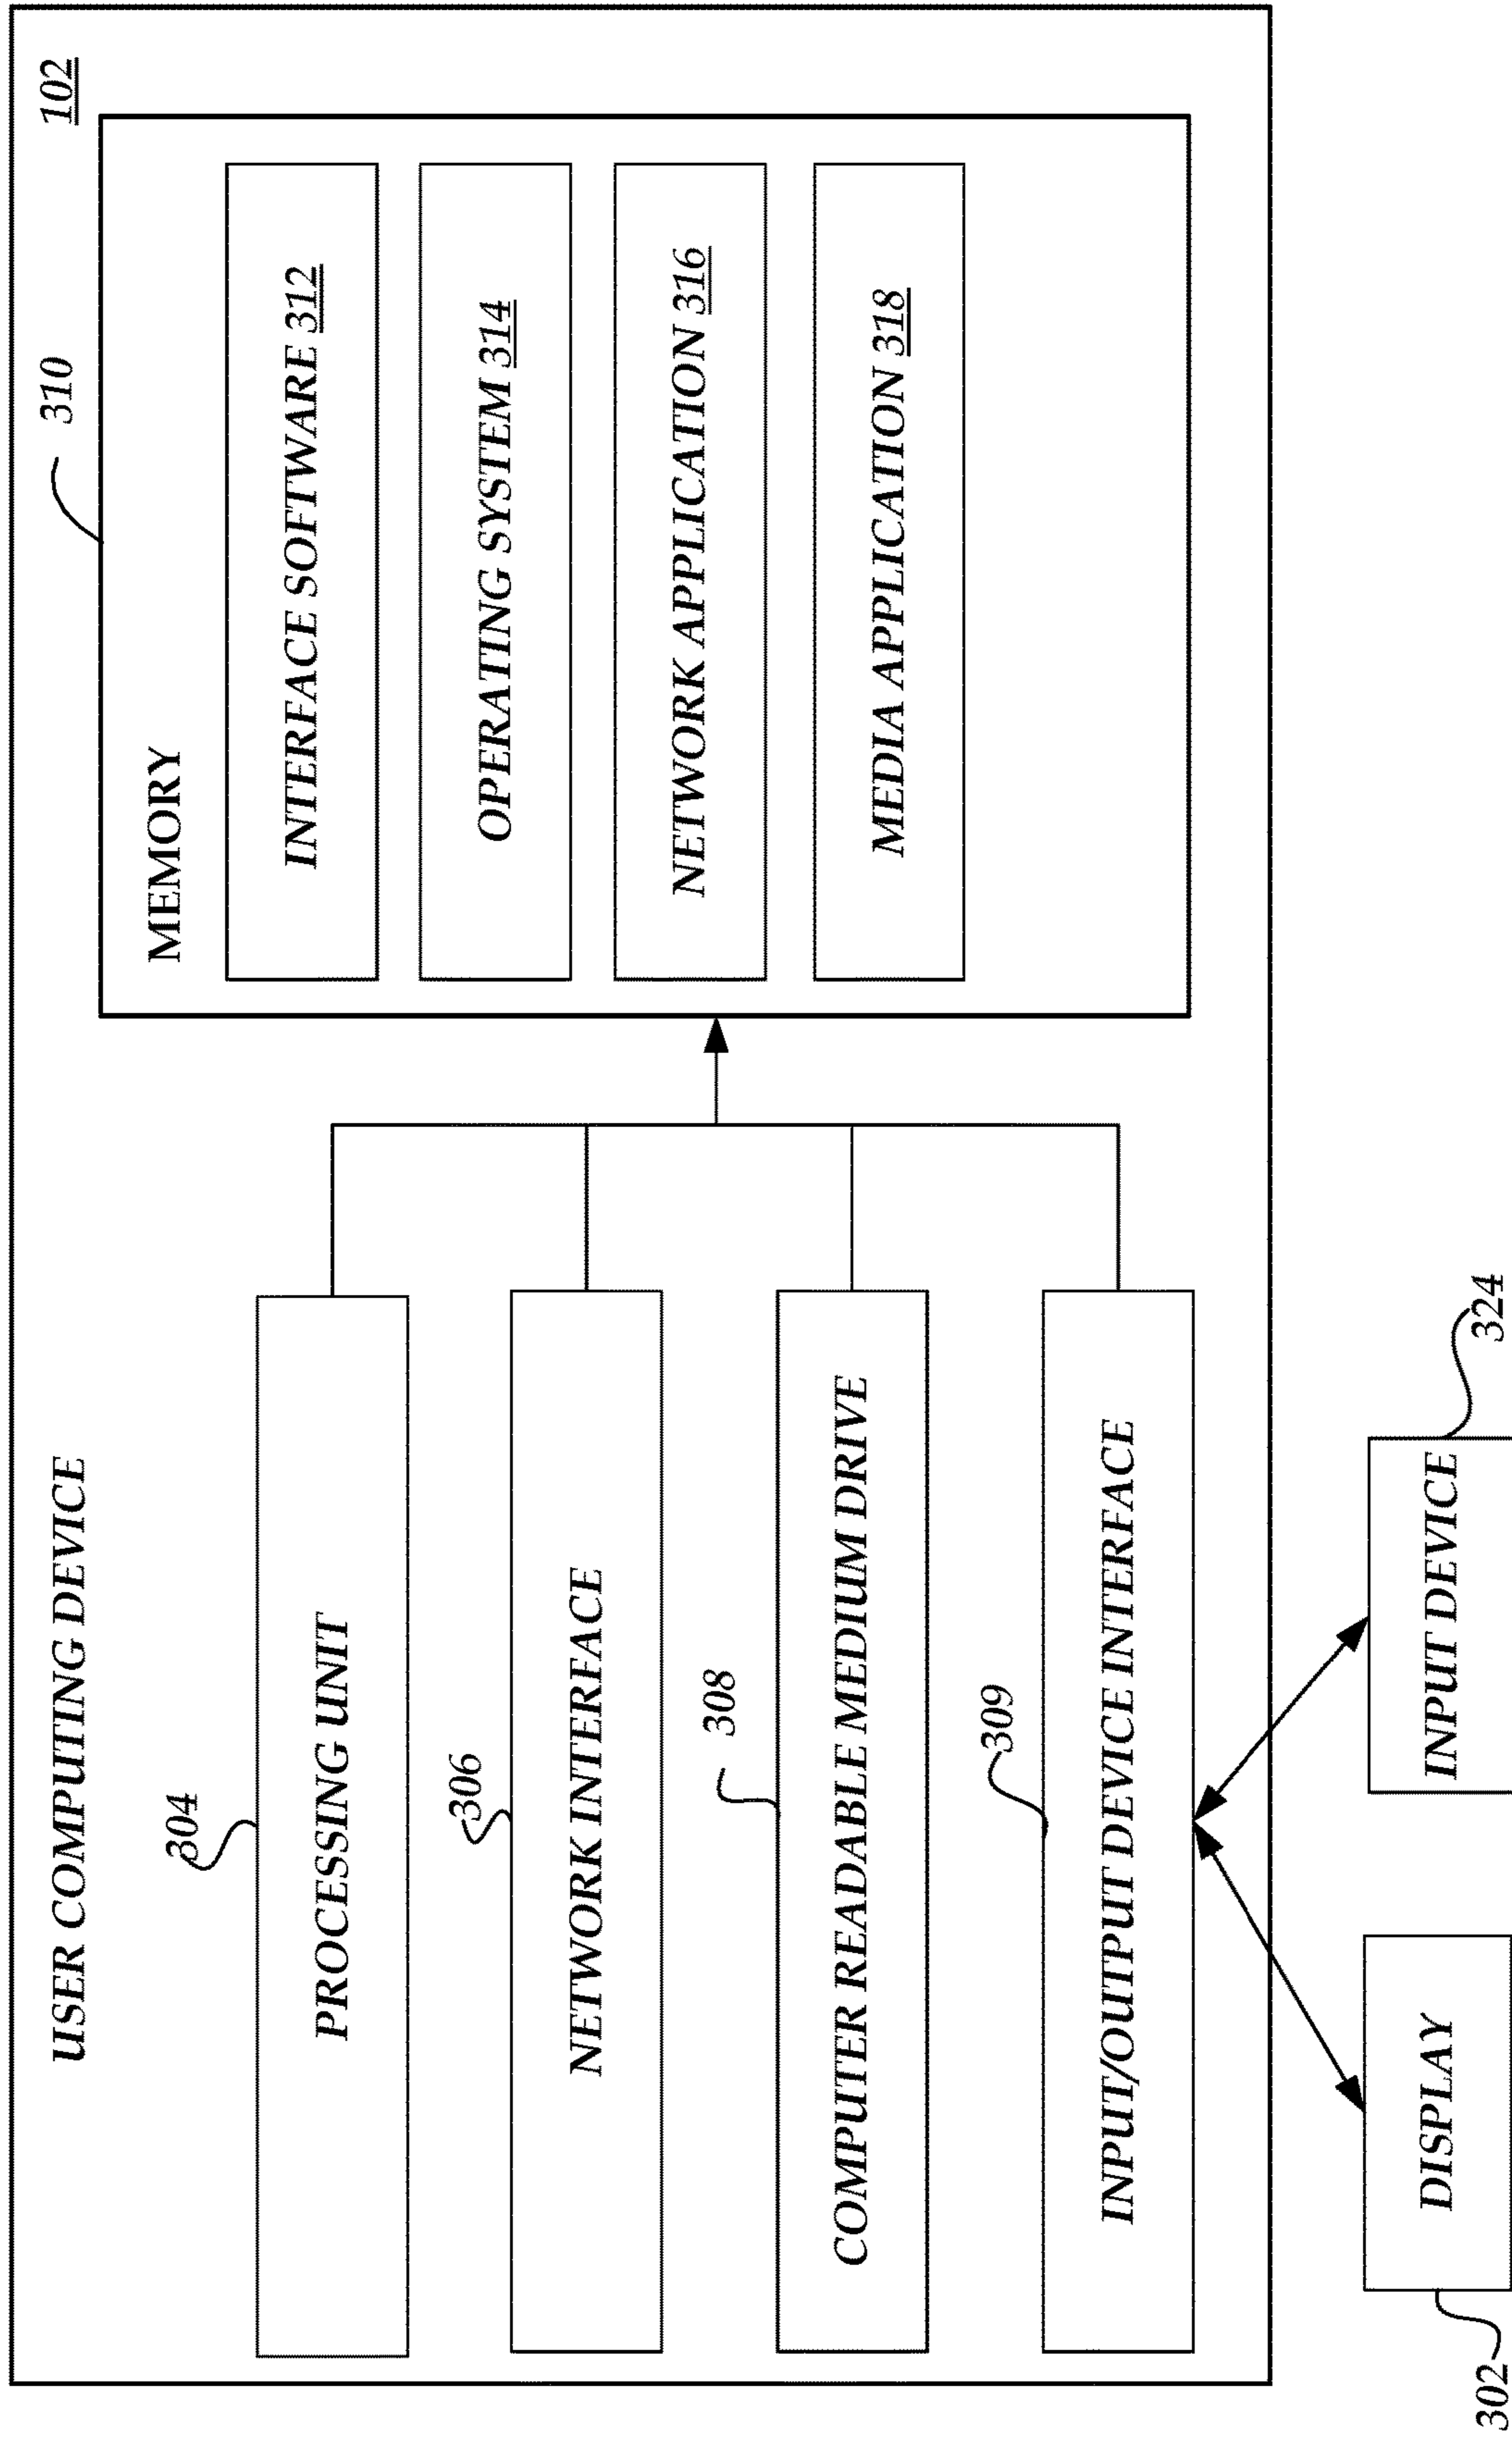 USER COMPUTING DEVICE
102
310
MEMORY
304
PROCESSING UNIT
INTERFACE SOFTWARE 312
306
NETWORK INTERFACE
OPERATING SYSTEM 314
308
COMPUTER READABLE MEDIUM DRIVE
NETWORK APPLICATION 316
309
INPUT/OUTPUT DEVICE INTERFACE
MEDIA APPLICATION 318
302
DISPLAY
INPUT DEVICE
324